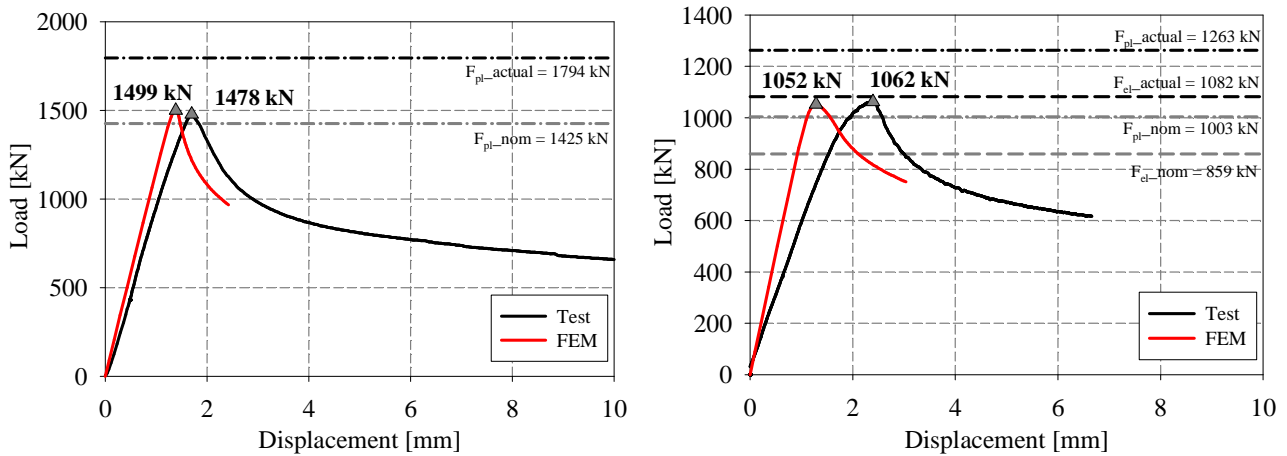 2000
1500
1000
500
0
Load [kN]
F_pl_actual = 1794 kN
1499 kN
1478 kN
F_pl_nom = 1425 kN
Test
FEM
0 2 4 6 8 10
Displacement [mm]
1400
1200
1000
800
600
400
200
0
Load [kN]
F_pl_actual = 1263 kN
F_el_actual = 1082 kN
1052 kN
1062 kN
F_pl_nom = 1003 kN
F_el_nom = 859 kN
Test
FEM
0 2 4 6 8 10
Displacement [mm]